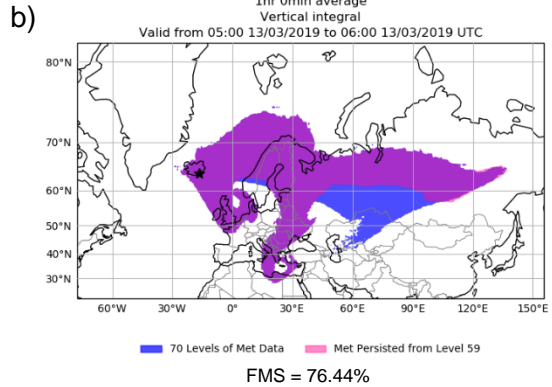 b)
1hr 0min average
Vertical integral
Valid from 05:00 13/03/2019 to 06:00 13/03/2019 UTC
80°N
70°N
60°N
50°N
40°N
30°N
60°W 30°W 0° 30°E 60°E 90°E 120°E 150°E
70 Levels of Met Data Met Persisted from Level 59
FMS = 76.44%